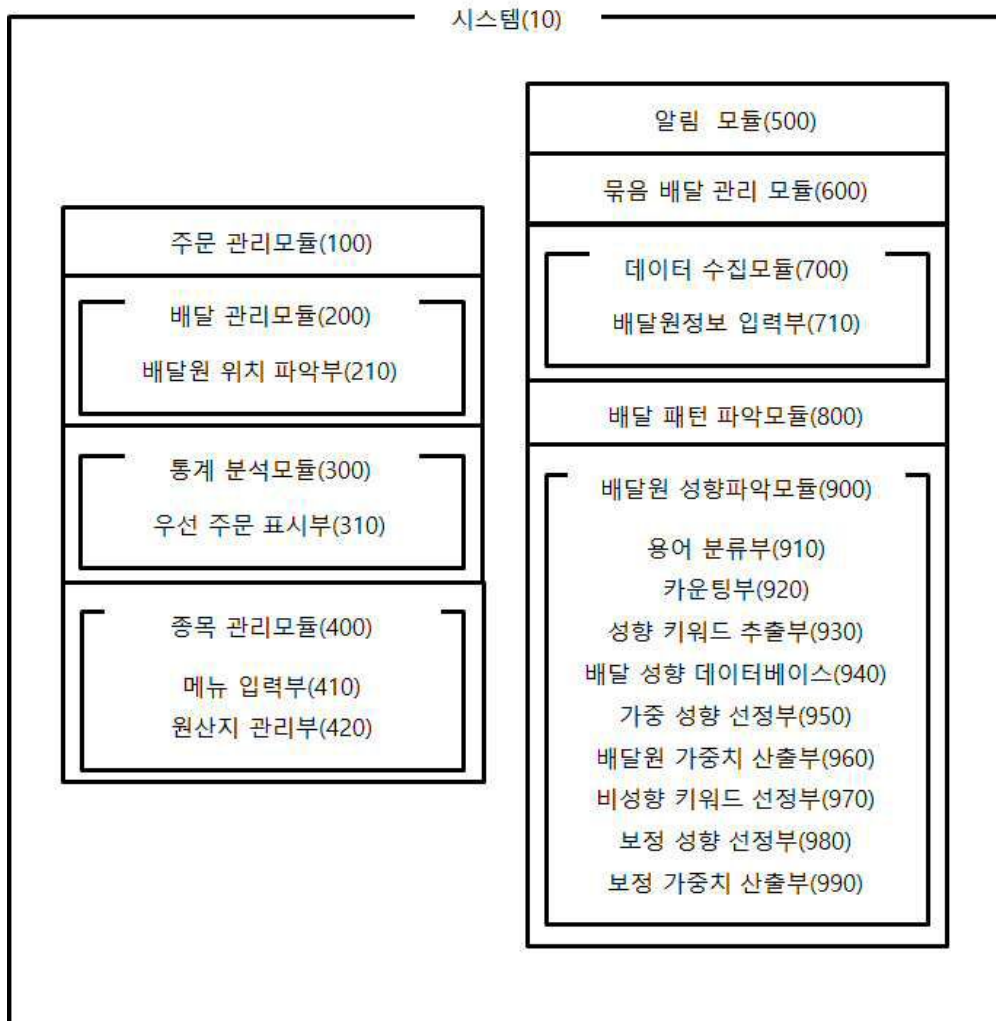 시스템(10)
주문 관리모듈(100)
배달 관리모듈(200)
배달원 위치 파악부(210)
통계 분석모듈(300)
우선 주문 표시부(310)
종목 관리모듈(400)
메뉴 입력부(410)
원산지 관리부(420)
알림 모듈(500)
묶음 배달 관리 모듈(600)
데이터 수집모듈(700)
배달원정보 입력부(710)
배달 패턴 파악모듈(800)
배달원 성향파악모듈(900)
용어 분류부(910)
카운팅부(920)
성향 키워드 추출부(930)
배달 성향 데이터베이스(940)
가중 성향 선정부(950)
배달원 가중치 산출부(960)
비성향 키워드 선정부(970)
보정 성향 선정부(980)
보정 가중치 산출부(990)